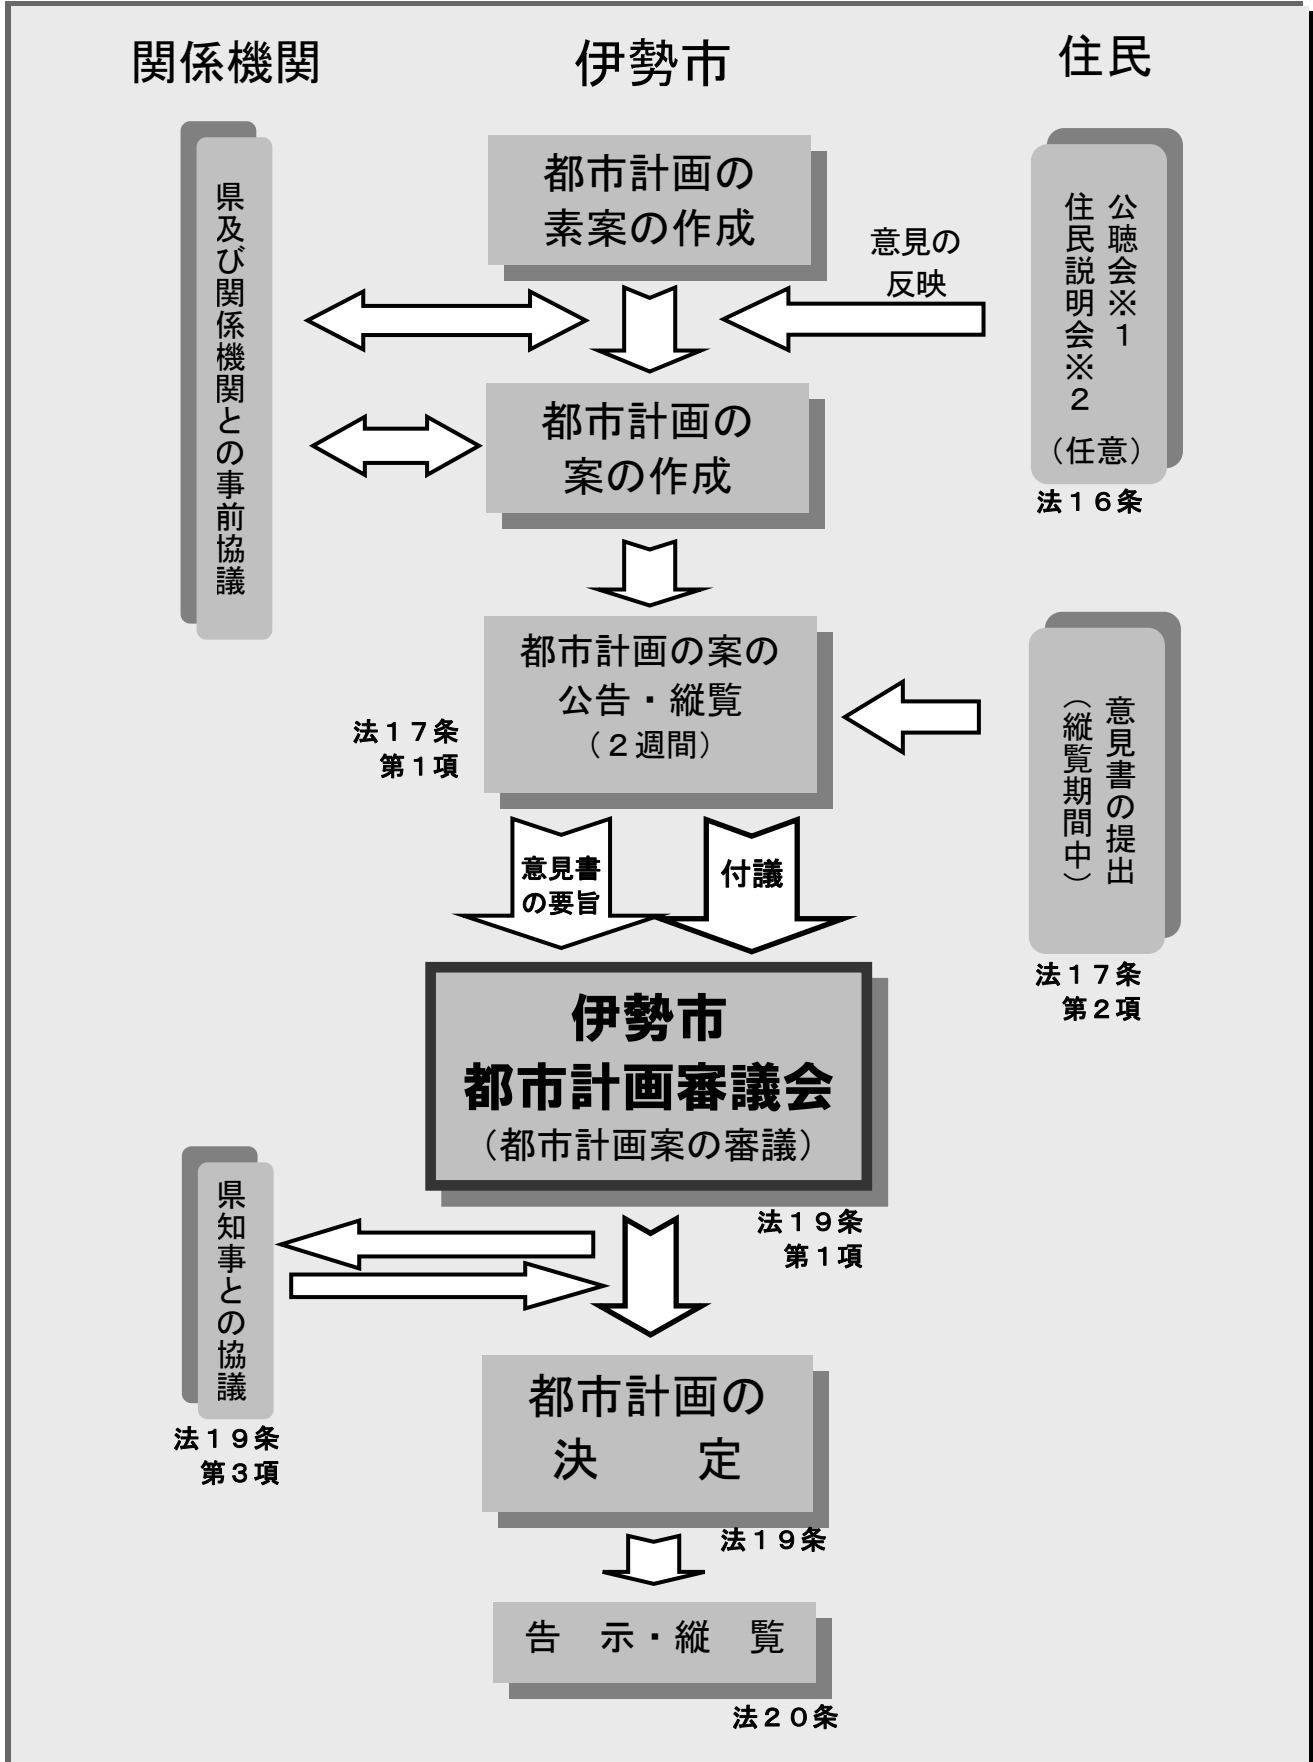 関係機関
伊勢市
住民
県及び関係機関との事前協議
都市計画の
素案の作成
意見の
反映
公聴会※１
住民説明会※２
（任意）
法１６条
都市計画の
案の作成
都市計画の案の
公告・縦覧
（２週間）
法１７条
第１項
意見書の提出
（縦覧期間中）
法１７条
第２項
意見書
の要旨
付議
伊勢市
都市計画審議会
（都市計画案の審議）
法１９条
第１項
県知事との協議
法１９条
第３項
都市計画の
決　　定
法１９条
告　示・縦　覧
法２０条